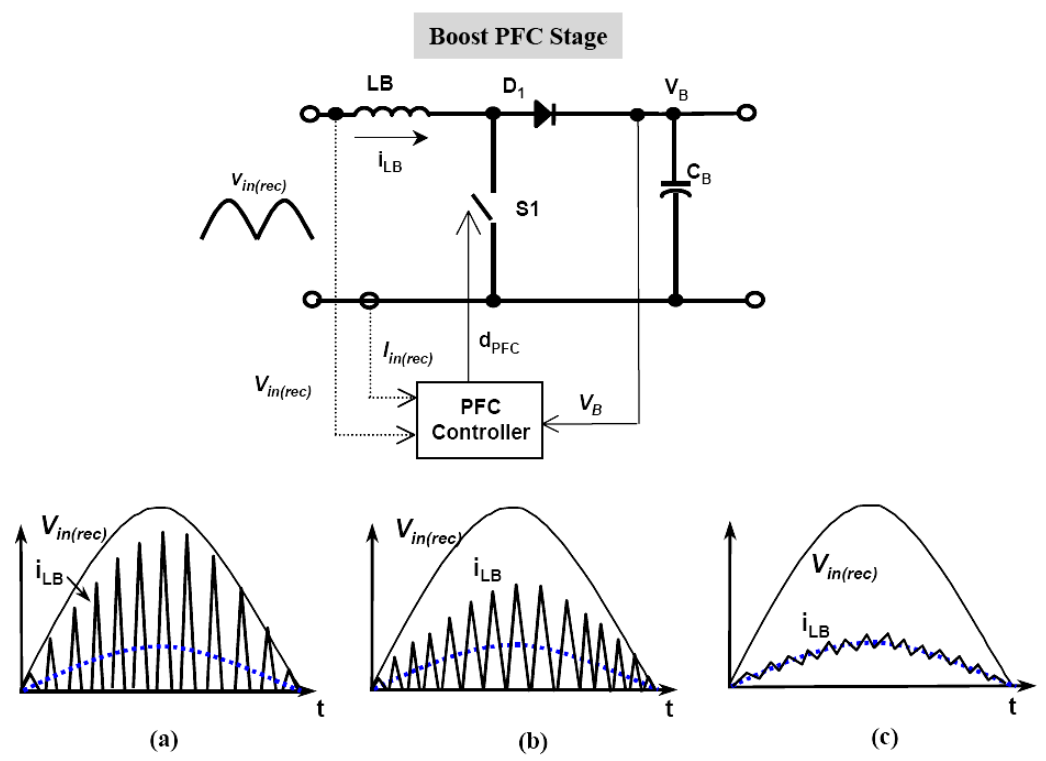 Boost PFC Stage
LB
D1
VB
iLB
CB
Vin(rec)
S1
dPFC
Iin(rec)
Vin(rec)
PFC
Controller
VB
Vin(rec)
iLB
t
(a)
Vin(rec)
iLB
t
(b)
Vin(rec)
iLB
t
(c)